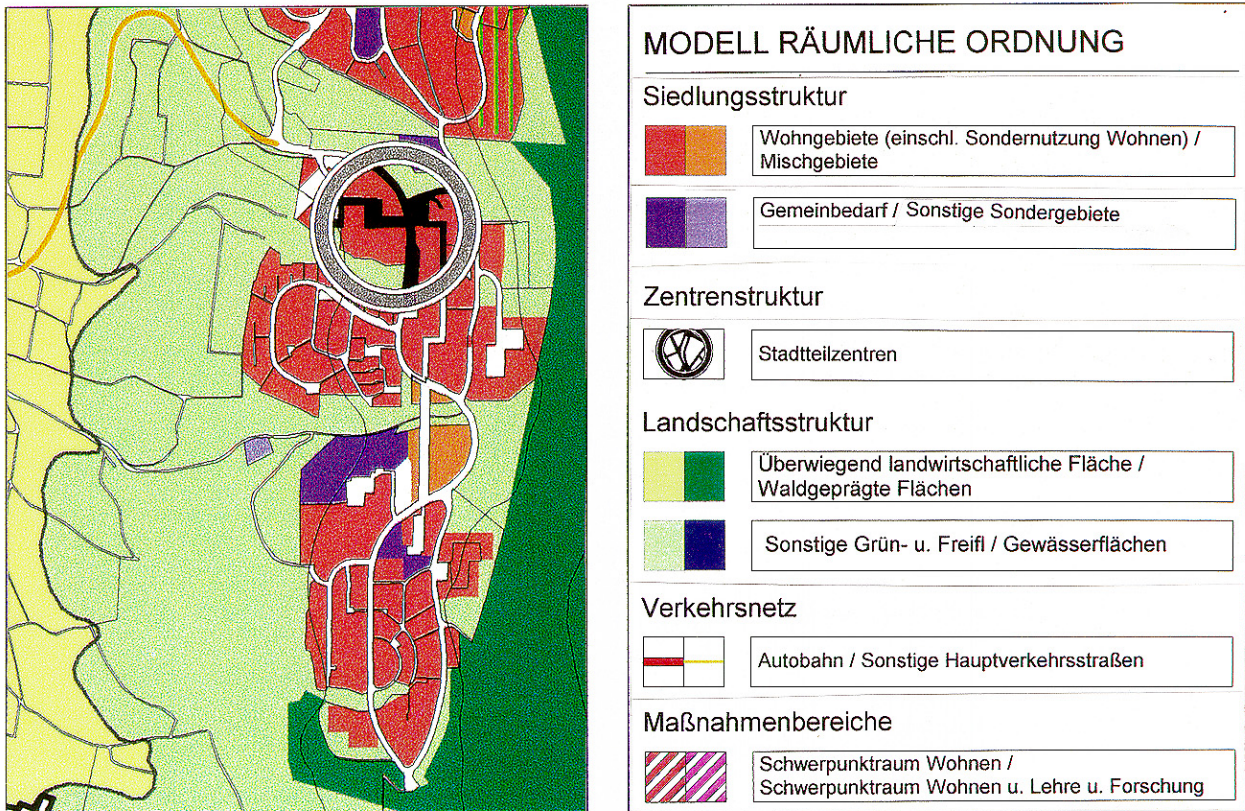 MODELL RÄUMLICHE ORDNUNG
Siedlungsstruktur
Wohngebiete (einschl. Sondernutzung Wohnen) /
Mischgebiete
Gemeinbedarf / Sonstige Sondergebiete
Zentrenstruktur
Stadtteilzentren
Landschaftsstruktur
Überwiegend landwirtschaftliche Fläche /
Waldgeprägte Flächen
Sonstige Grün- u. Freifl / Gewässerflächen
Verkehrsnetz
Autobahn / Sonstige Hauptverkehrsstraßen
Maßnahmenbereiche
Schwerpunktraum Wohnen /
Schwerpunktraum Wohnen u. Lehre u. Forschung